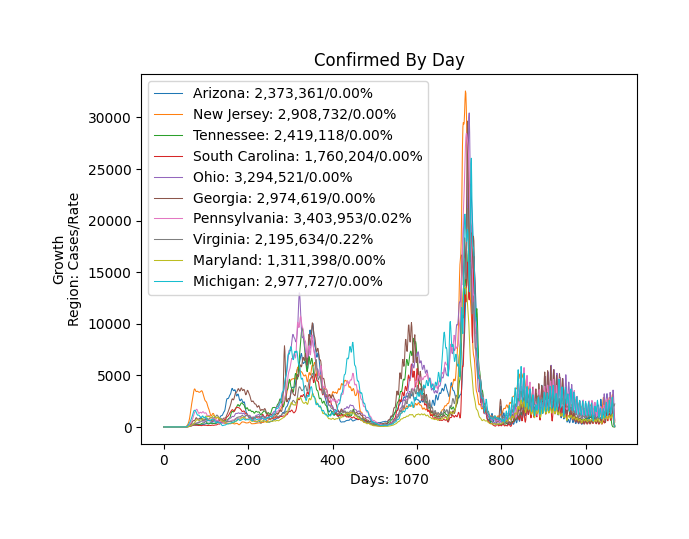 Confirmed By Day
Growth
Region: Cases/Rate
30000
25000
20000
15000
10000
5000
0
Arizona: 2,373,361/0.00%
New Jersey: 2,908,732/0.00%
Tennessee: 2,419,118/0.00%
South Carolina: 1,760,204/0.00%
Ohio: 3,294,521/0.00%
Georgia: 2,974,619/0.00%
Pennsylvania: 3,403,953/0.02%
Virginia: 2,195,634/0.22%
Maryland: 1,311,398/0.00%
Michigan: 2,977,727/0.00%
0 200 400 600 800 1000
Days: 1070